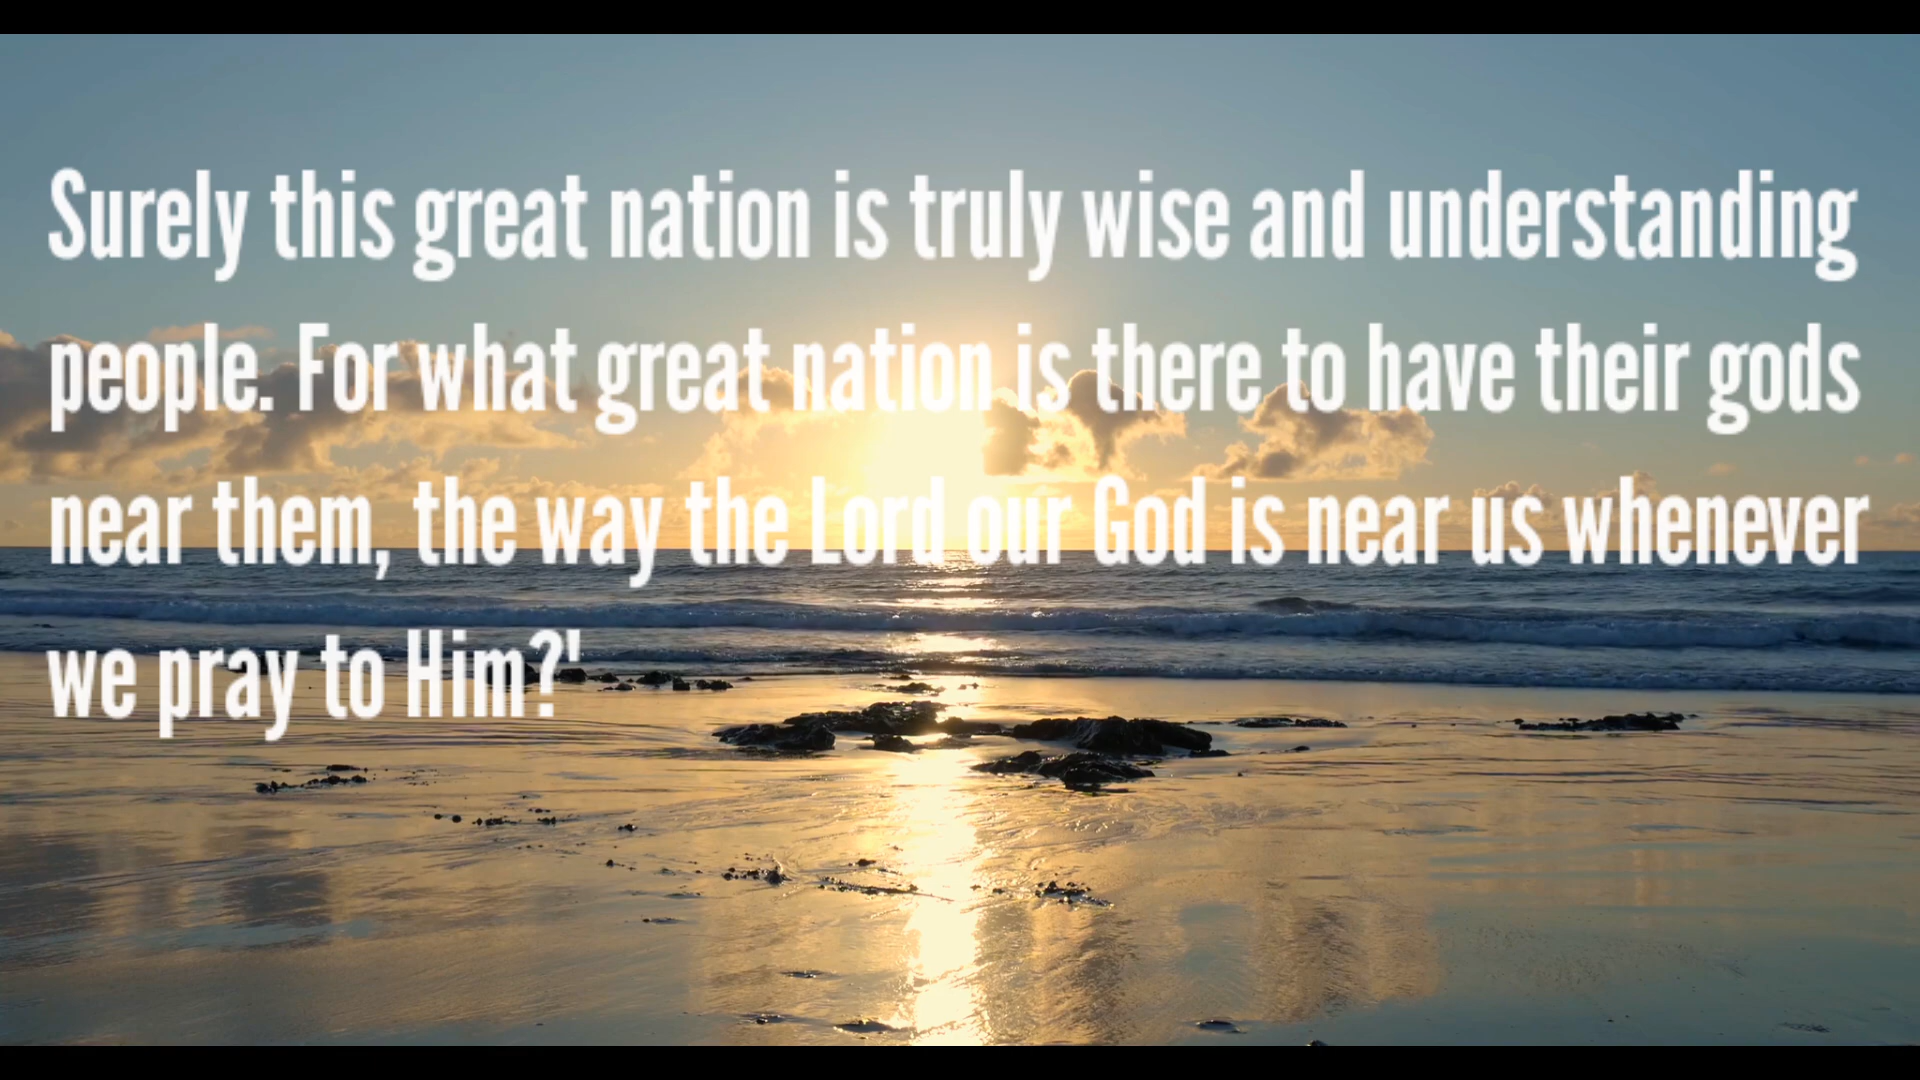 Surely this great nation is truly wise and understanding
people. For what great nation is there to have their gods
near them, the way the Lord our God is near us whenever
we pray to Him?'